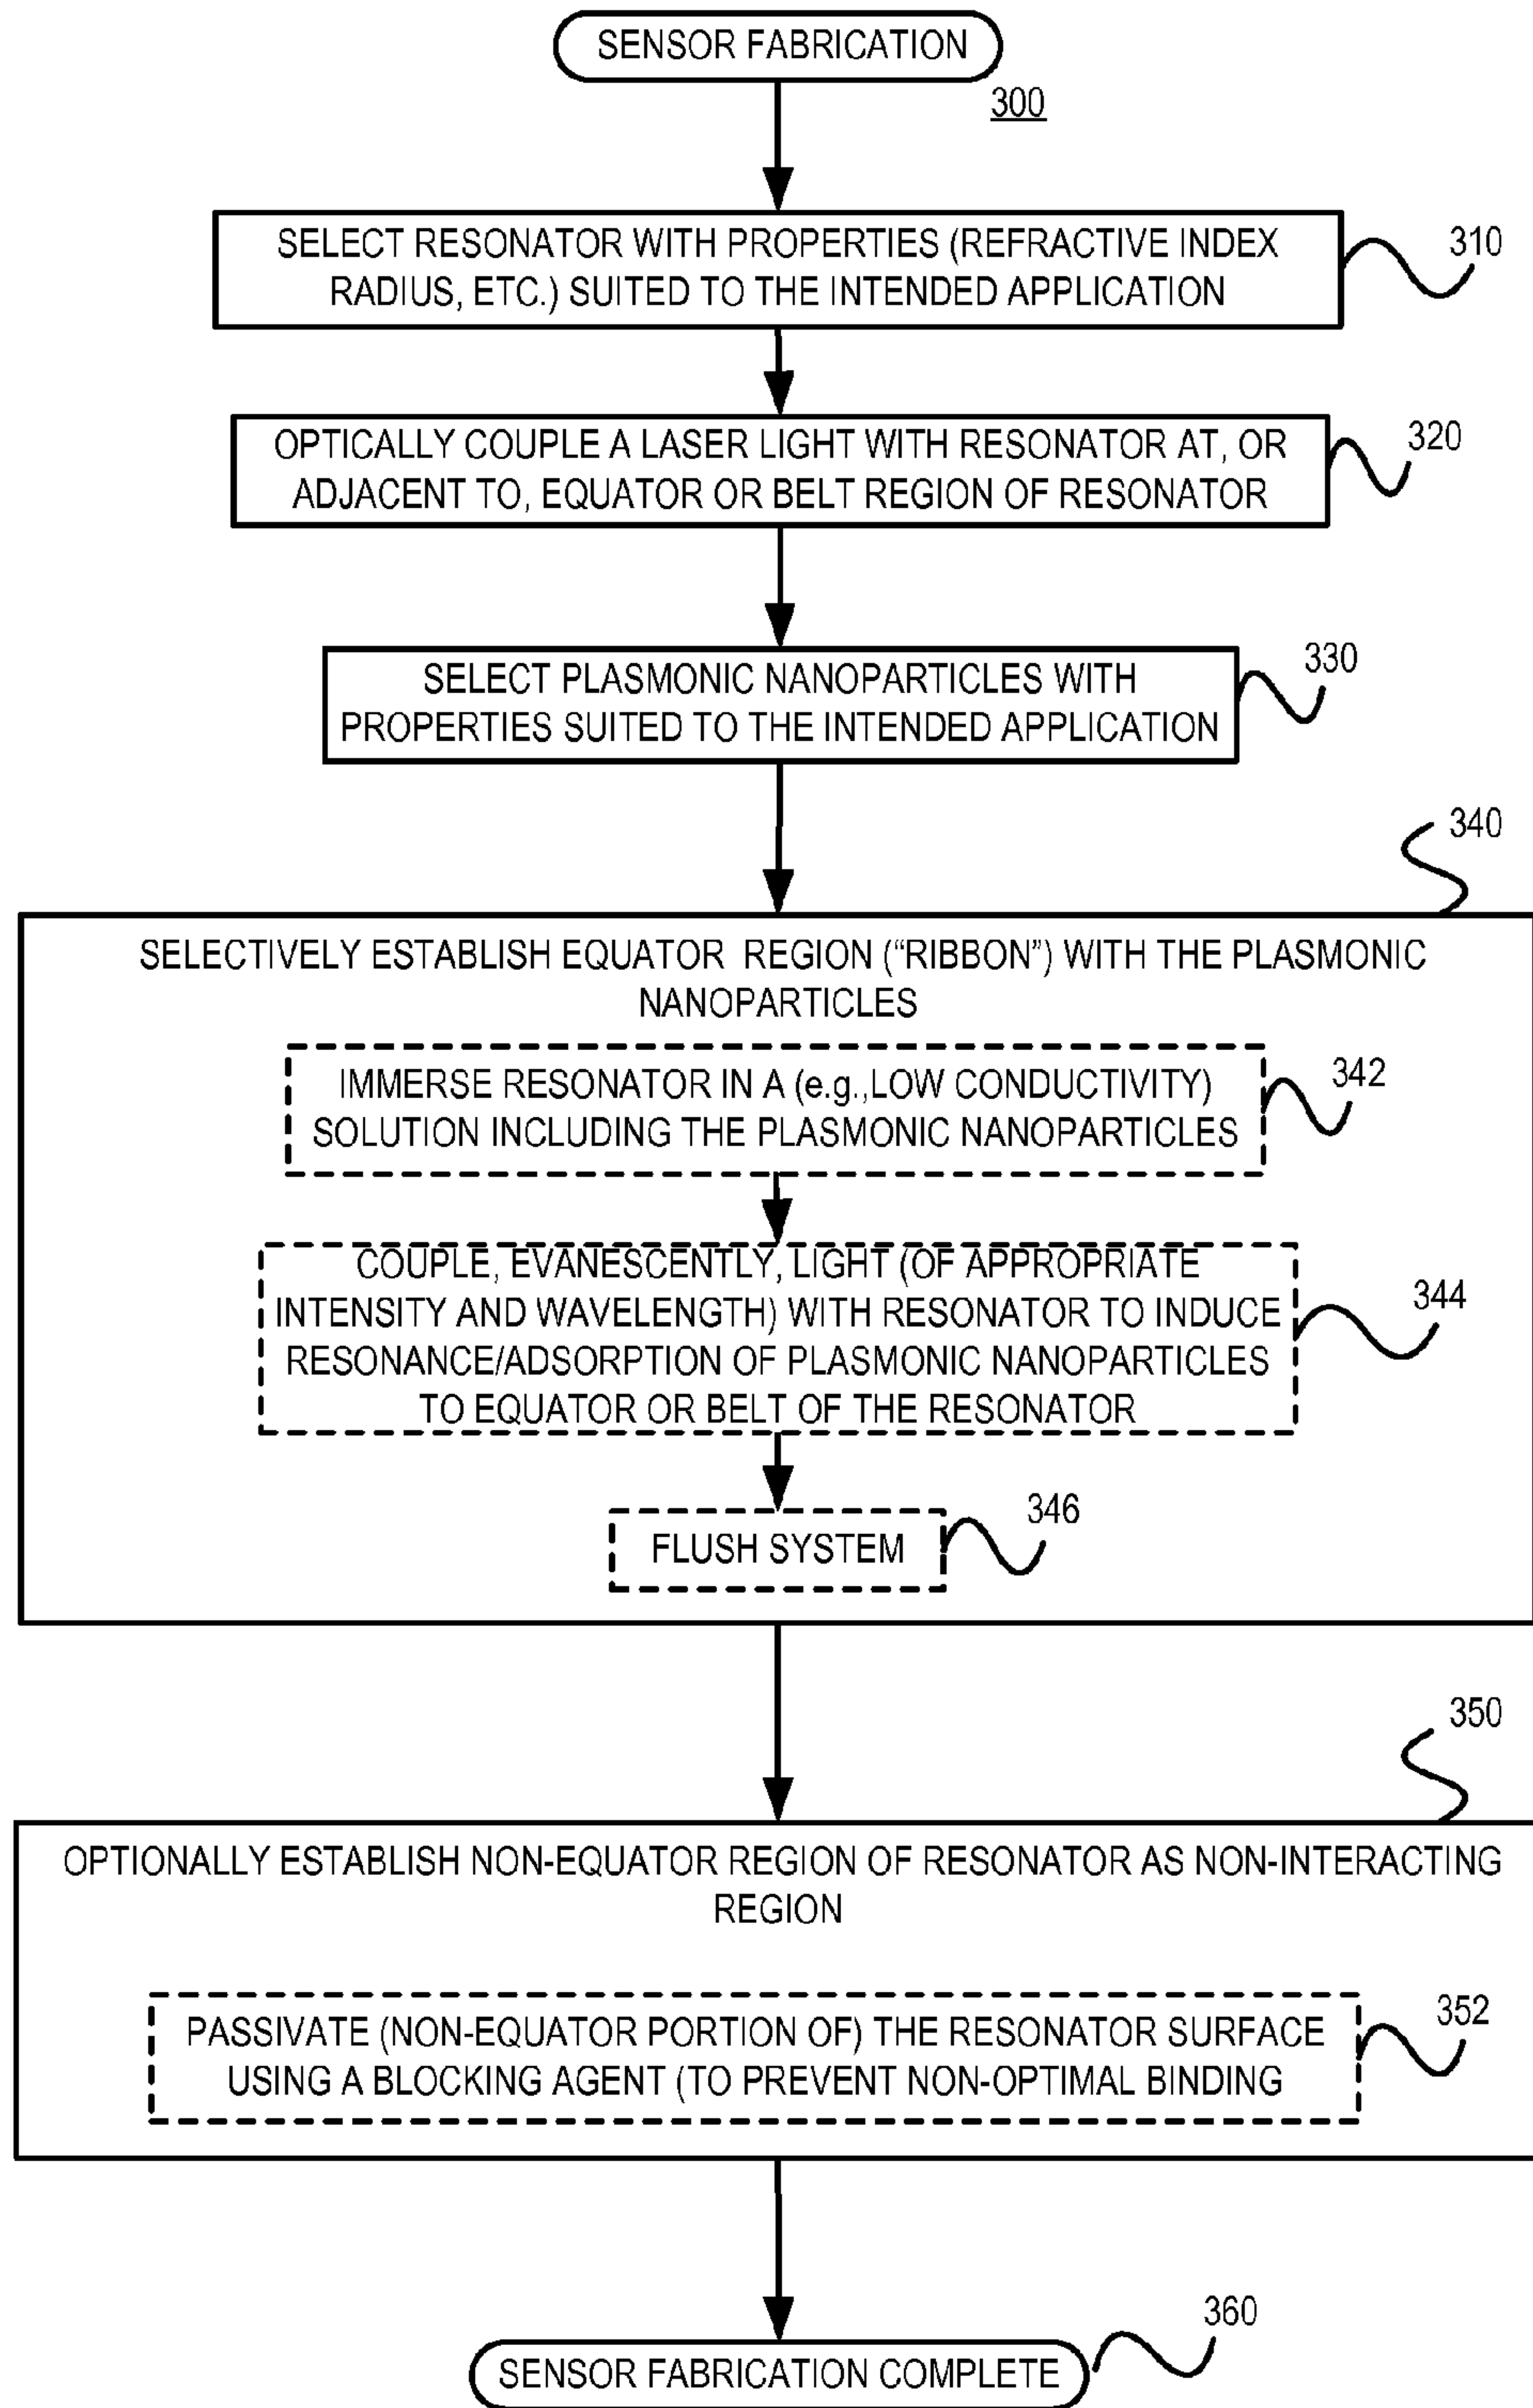 SENSOR FABRICATION
300
SELECT RESONATOR WITH PROPERTIES (REFRACTIVE INDEX
RADIUS, ETC.) SUITED TO THE INTENDED APPLICATION
310
OPTICALLY COUPLE A LASER LIGHT WITH RESONATOR AT, OR
ADJACENT TO, EQUATOR OR BELT REGION OF RESONATOR
320
SELECT PLASMONIC NANOPARTICLES WITH
PROPERTIES SUITED TO THE INTENDED APPLICATION
330
340
SELECTIVELY ESTABLISH EQUATOR REGION (“RIBBON”) WITH THE PLASMONIC
NANOPARTICLES
IMMERSE RESONATOR IN A (e.g.,LOW CONDUCTIVITY)
SOLUTION INCLUDING THE PLASMONIC NANOPARTICLES
342
COUPLE, EVANESCENTLY, LIGHT (OF APPROPRIATE
INTENSITY AND WAVELENGTH) WITH RESONATOR TO INDUCE
RESONANCE/ADSORPTION OF PLASMONIC NANOPARTICLES
TO EQUATOR OR BELT OF THE RESONATOR
344
FLUSH SYSTEM
346
350
OPTIONALLY ESTABLISH NON-EQUATOR REGION OF RESONATOR AS NON-INTERACTING
REGION
PASSIVATE (NON-EQUATOR PORTION OF) THE RESONATOR SURFACE
USING A BLOCKING AGENT (TO PREVENT NON-OPTIMAL BINDING
352
360
SENSOR FABRICATION COMPLETE